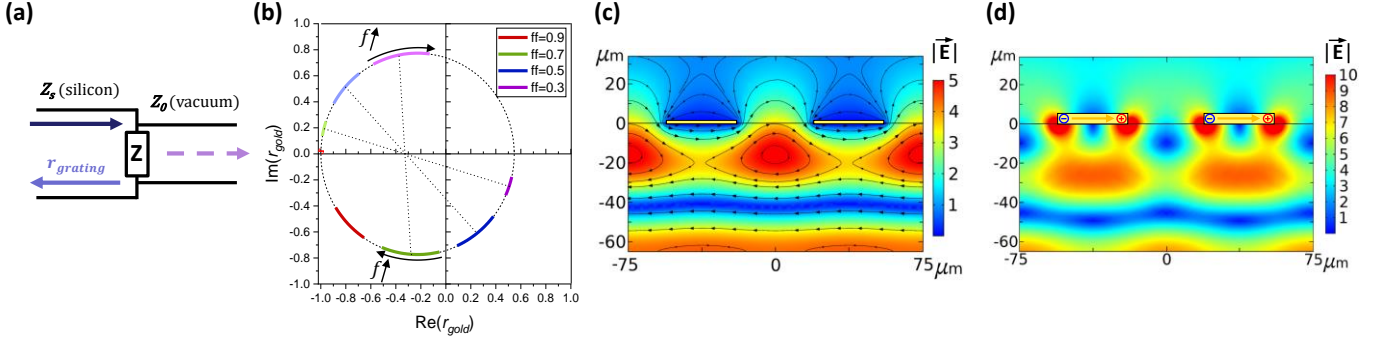 (a)
Z_s (silicon)
Z_0 (vacuum)
Z
r_grating
(b)
1.0
0.8
0.6
0.4
0.2
0.0
-0.2
-0.4
-0.6
-0.8
-1.0
Im(r_gold)
-1.0 -0.8 -0.6 -0.4 -0.2 0.0 0.2 0.4 0.6 0.8 1.0
Re(r_gold)
f
f
ff=0.9
ff=0.7
ff=0.5
ff=0.3
(c)
μm
20
0
-20
-40
-60
-75 0 75 μm
|E|
5
4
3
2
1
(d)
μm
20
0
-20
-40
-60
-75 0 75
μm
|E|
10
9
8
7
6
5
4
3
2
1